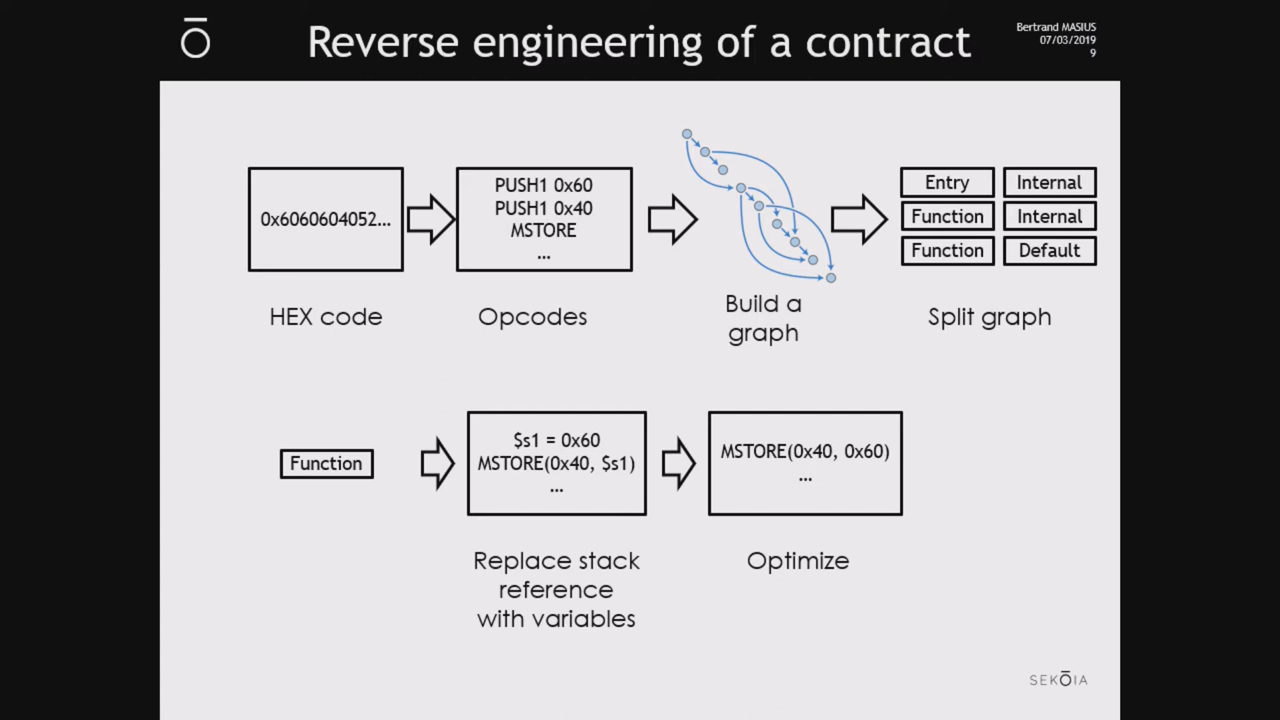 Reverse engineering of a contract
Bertrand MASIUS
07/03/2019
9
0x6060604052...
PUSH1 0x60
PUSH1 0x40
MSTORE
...
Entry
Internal
Function
Internal
Function
Default
HEX code
Opcodes
Build a
graph
Split graph
Function
$s1 = 0x60
MSTORE(0x40, $s1)
...
MSTORE(0x40, 0x60)
...
Replace stack
reference
with variables
Optimize
SEKŌIA